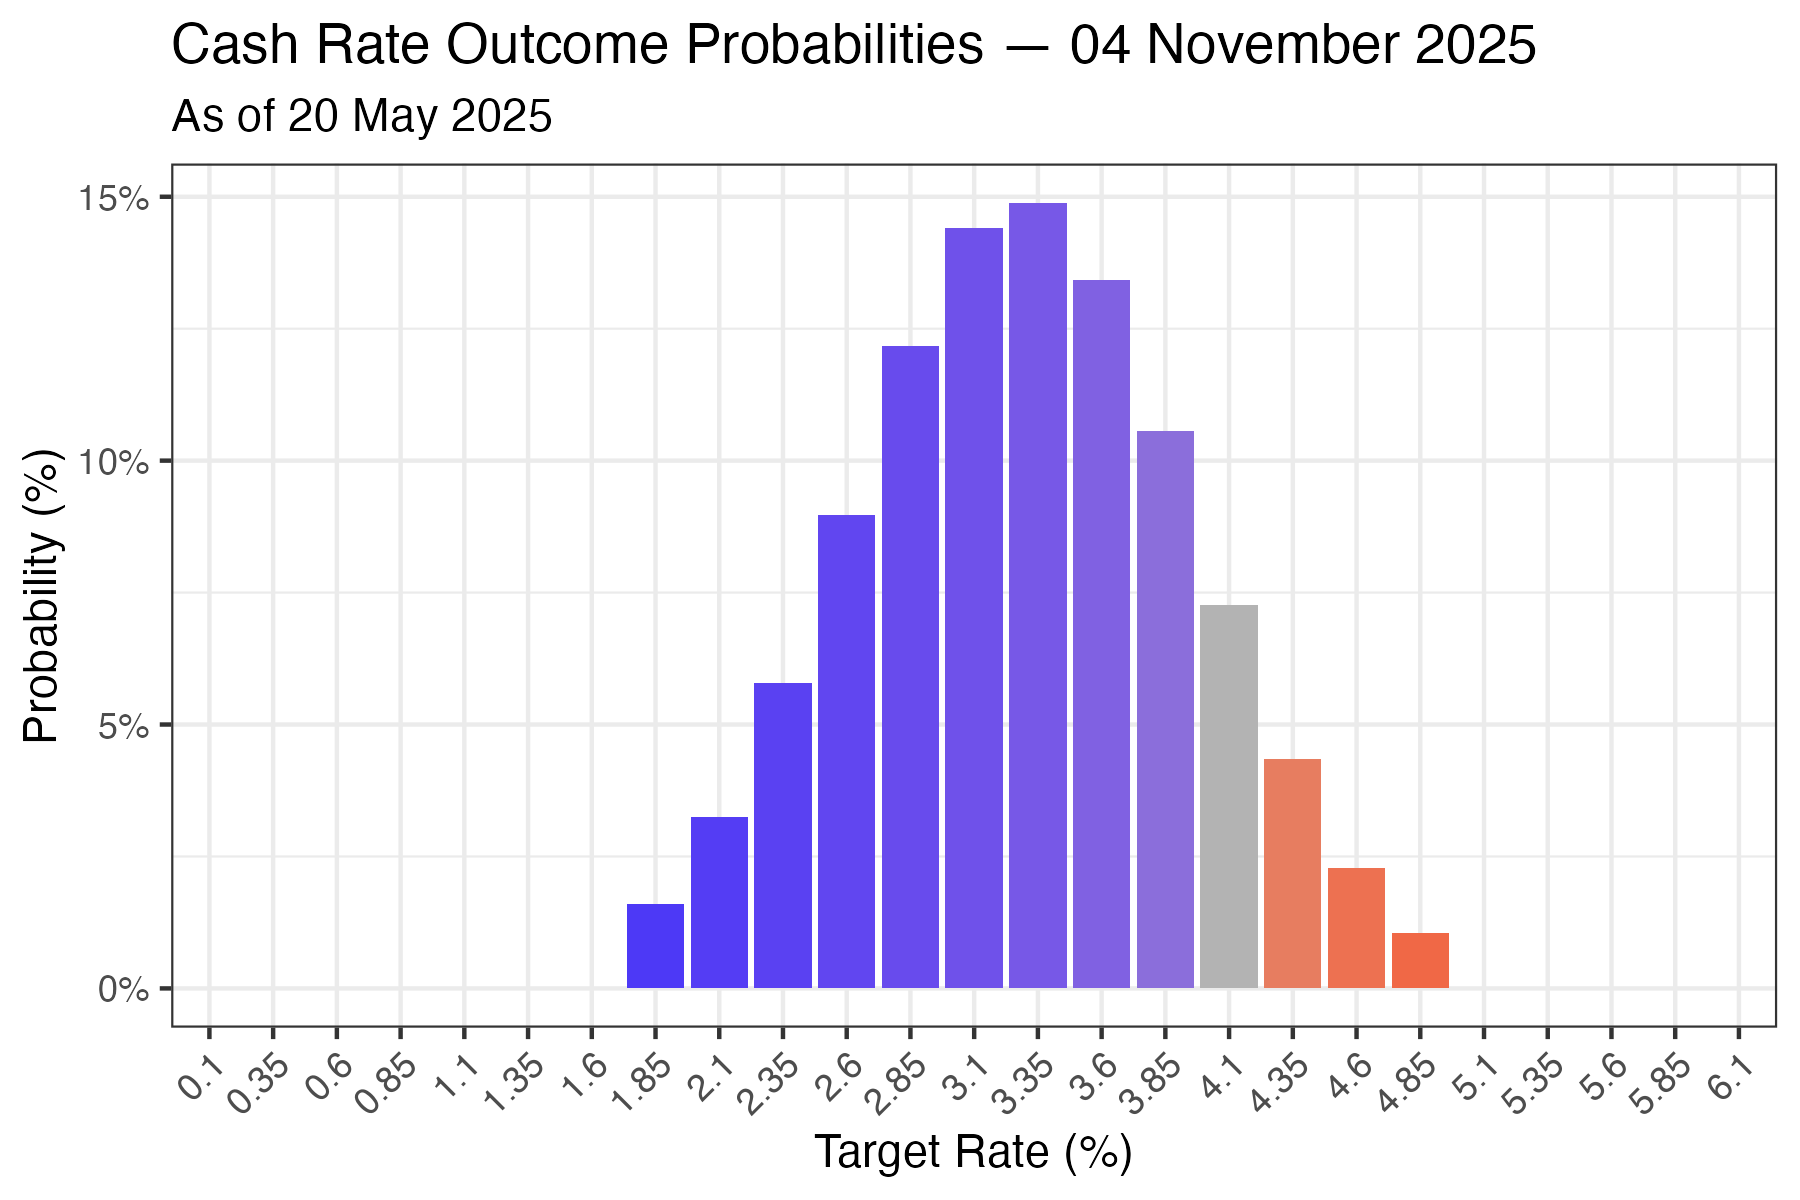 Cash Rate Outcome Probabilities — 04 November 2025
As of 20 May 2025
Probability (%)
15%
10%
5%
0%
0.1 0.35 0.6 0.85 1.1 1.35 1.6 1.85 2.1 2.35 2.6 2.85 3.1 3.35 3.6 3.85 4.1 4.35 4.6 4.85 5.1 5.35 5.6 5.85 6.1
Target Rate (%)